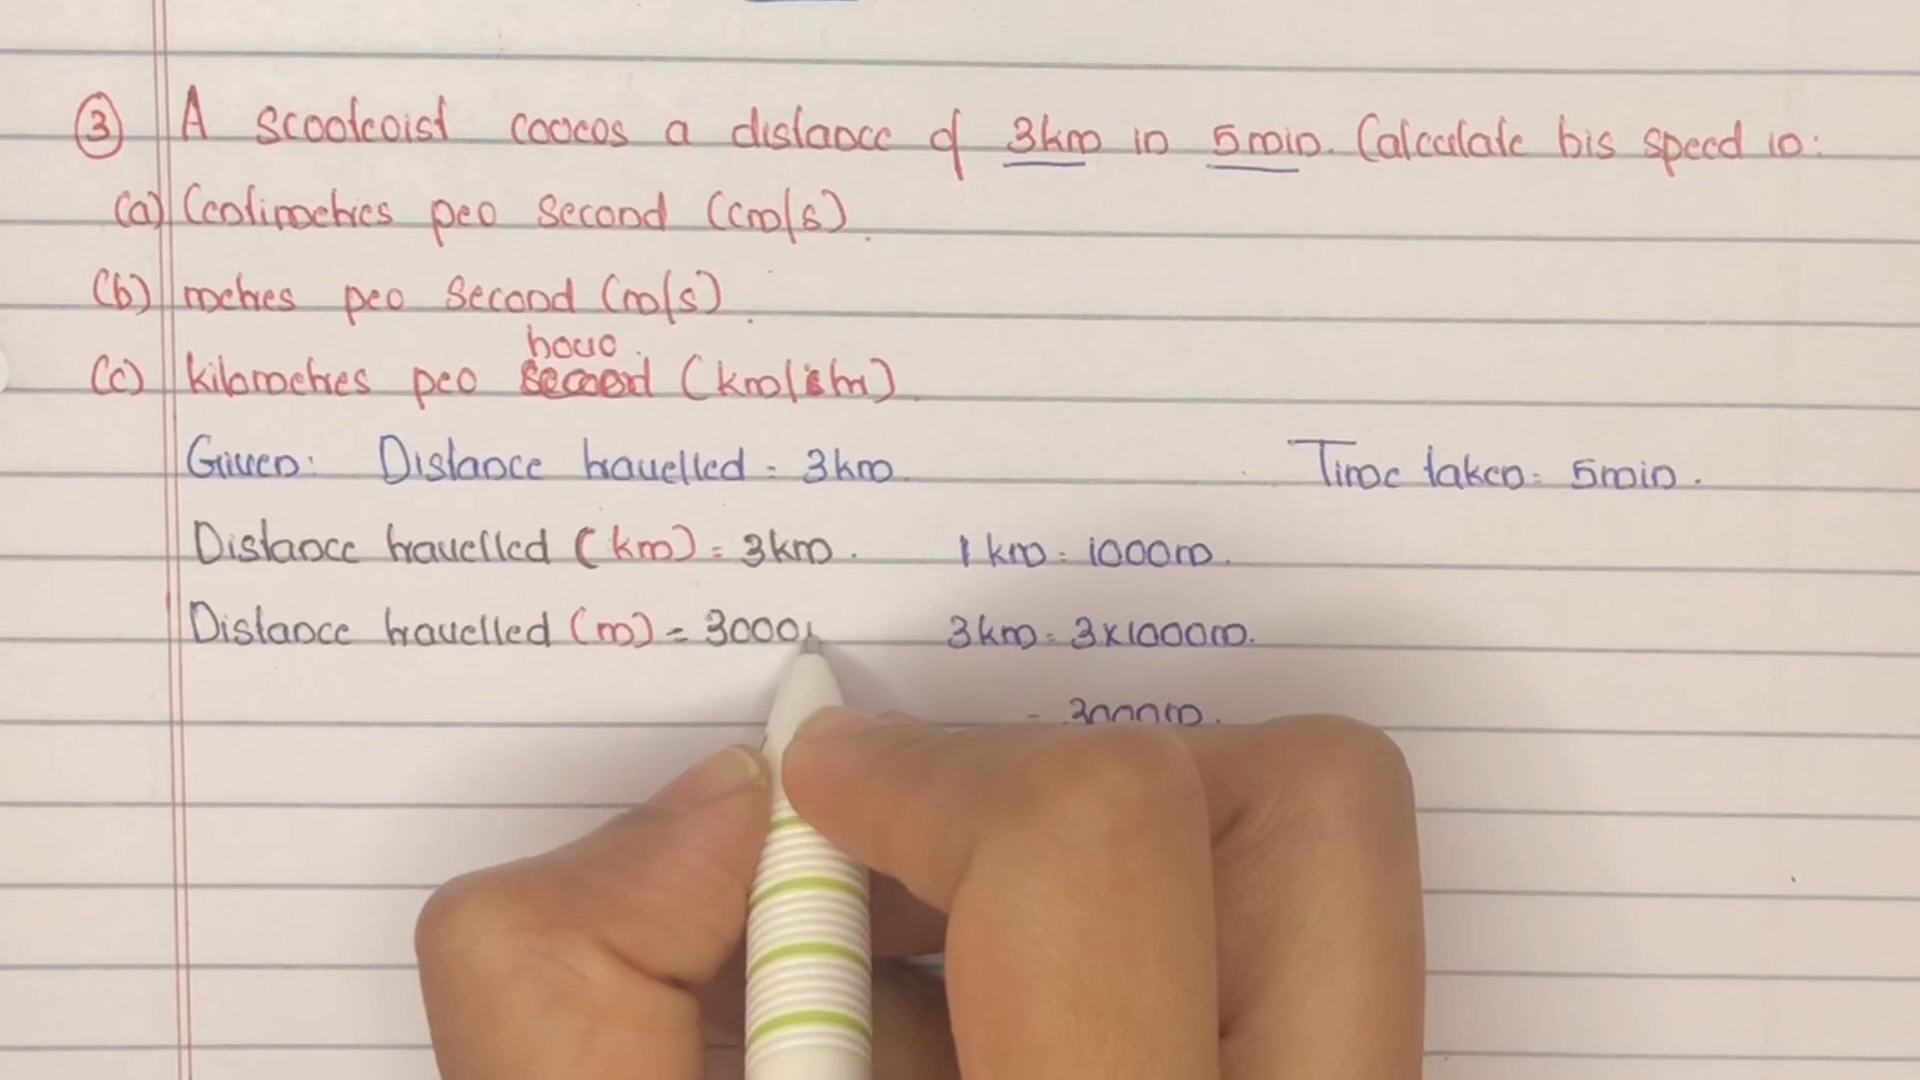 3 A scooterist covers a distance of 3km in 5min. Calculate his speed in:
(a) Centimetres per second (cm/s).
(b) metres per second (m/s).
hour
(c) kilometres per second (km/s hr)
Given: Distance travelled = 3km. Time taken = 5min.
Distance travelled (km) = 3km. 1 km = 1000m.
Distance travelled (m) = 3000 3km = 3x1000m.
= 3000m.